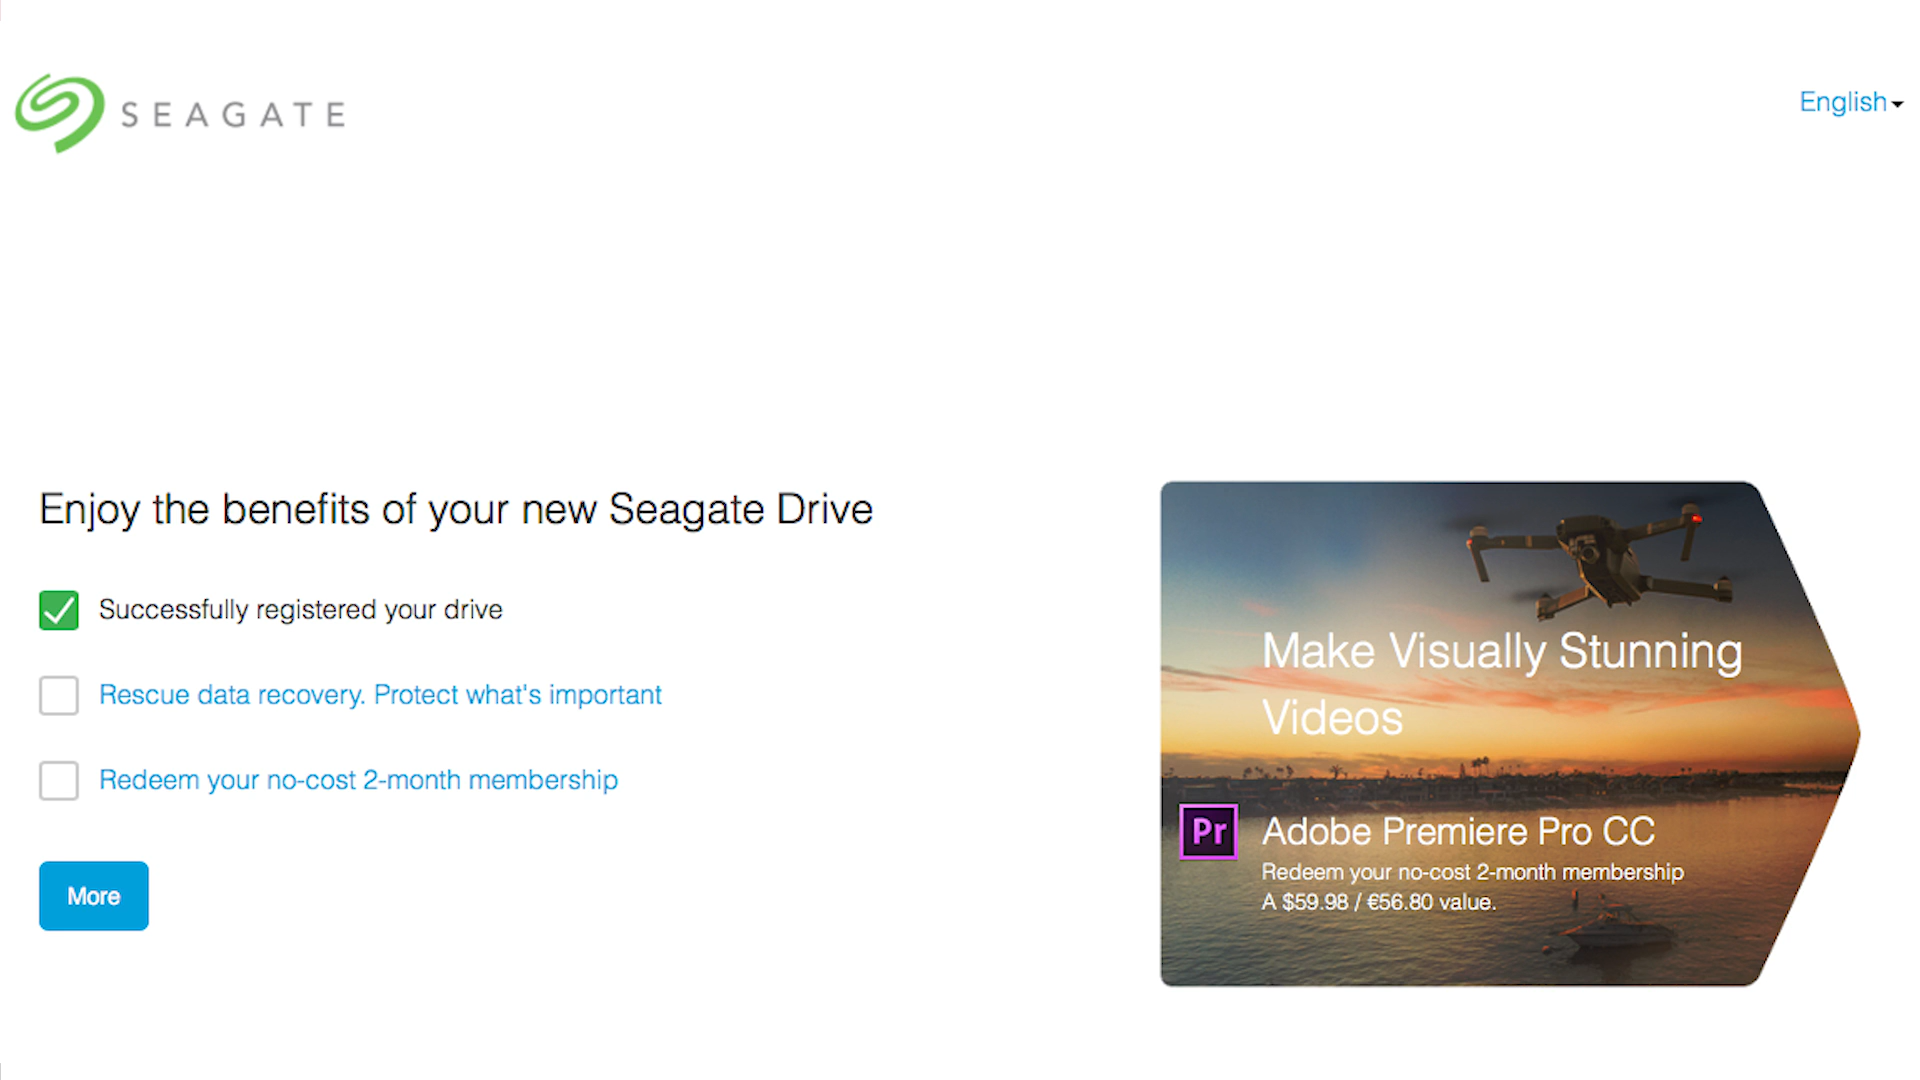 SEAGATE
English
Enjoy the benefits of your new Seagate Drive
Successfully registered your drive
Rescue data recovery. Protect what's important
Redeem your no-cost 2-month membership
More
Make Visually Stunning
Videos
Pr
Adobe Premiere Pro CC
Redeem your no-cost 2-month membership
A $59.98 / €56.80 value.